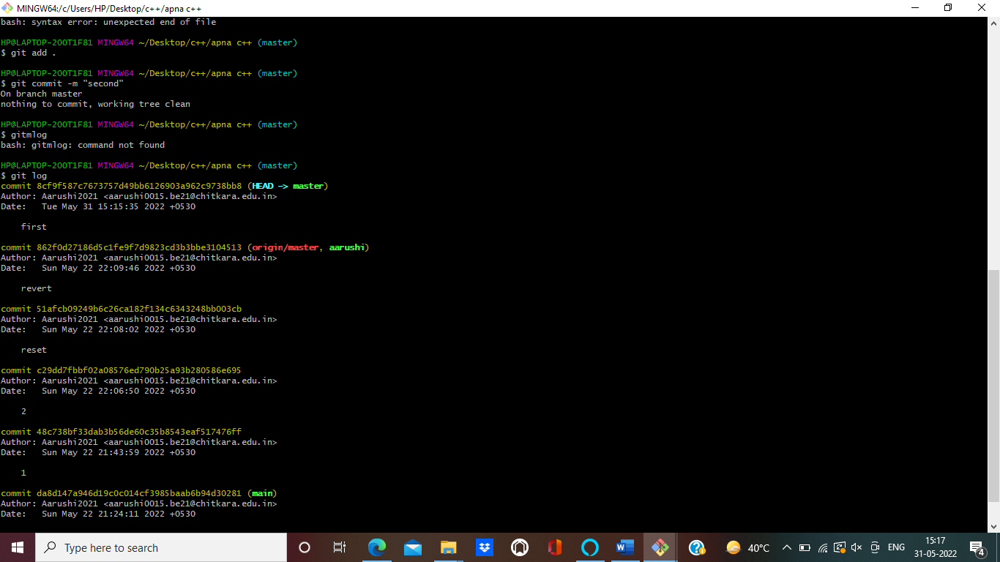 MINGW64:/c/Users/HP/Desktop/c++/apna c++
bash: syntax error: unexpected end of file
HP@LAPTOP-2OOT1F81 MINGW64 ~/Desktop/c++/apna c++ (master)
$ git add .
HP@LAPTOP-2OOT1F81 MINGW64 ~/Desktop/c++/apna c++ (master)
$ git commit -m "second"
On branch master
nothing to commit, working tree clean
HP@LAPTOP-2OOT1F81 MINGW64 ~/Desktop/c++/apna c++ (master)
$ gitmlog
bash: gitmlog: command not found
HP@LAPTOP-2OOT1F81 MINGW64 ~/Desktop/c++/apna c++ (master)
$ git log
commit 8cf9f587c7673757d49bb6126903a962c9738bb8 (HEAD -> master)
Author: Aarushi2021 <aarushi0015.be21@chitkara.edu.in>
Date:   Tue May 31 15:15:35 2022 +0530
first
commit 862f0d27186d5c1fe9f7d9823cd3b3bbe3104513 (origin/master, aarushi)
Author: Aarushi2021 <aarushi0015.be21@chitkara.edu.in>
Date:   Sun May 22 22:09:46 2022 +0530
revert
commit 51afcb09249b6c26ca182f134c6343248bb003cb
Author: Aarushi2021 <aarushi0015.be21@chitkara.edu.in>
Date:   Sun May 22 22:08:02 2022 +0530
reset
commit c29dd7fbbf02a08576ed790b25a93b280586e695
Author: Aarushi2021 <aarushi0015.be21@chitkara.edu.in>
Date:   Sun May 22 22:06:50 2022 +0530
2
commit 48c738bf33dab3b56de60c35b8543eaf517476ff
Author: Aarushi2021 <aarushi0015.be21@chitkara.edu.in>
Date:   Sun May 22 21:43:59 2022 +0530
1
commit da8d147a946d19c0c014cf3985baab6b94d30281 (main)
Author: Aarushi2021 <aarushi0015.be21@chitkara.edu.in>
Date:   Sun May 22 21:24:11 2022 +0530
Type here to search
40°C
ENG
15:17
31-05-2022
4